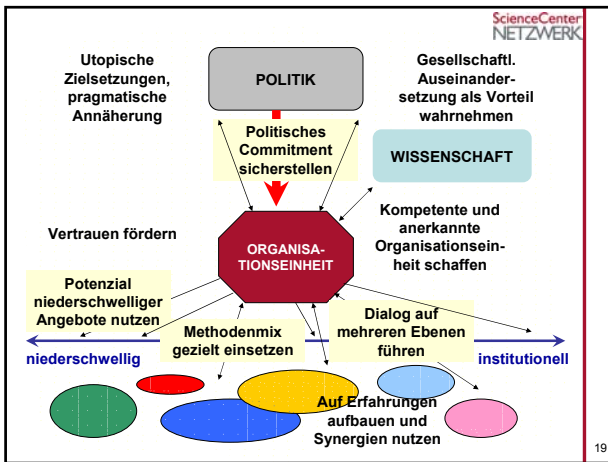 ScienceCenter
NETZWERK
Utopische
Zielsetzungen,
pragmatische
Annäherung
POLITIK
Gesellschaftl.
Auseinander-
setzung als Vorteil
wahrnehmen
Politisches
Commitment
sicherstellen
WISSENSCHAFT
Vertrauen fördern
ORGANISA-
TIONSEINHEIT
Kompetente und
anerkannte
Organisationsein-
heit schaffen
Potenzial
niederschwelliger
Angebote nutzen
Methodenmix
gezielt einsetzen
Dialog auf
mehreren Ebenen
führen
niederschwellig
institutionell
Auf Erfahrungen
aufbauen und
Synergien nutzen
19